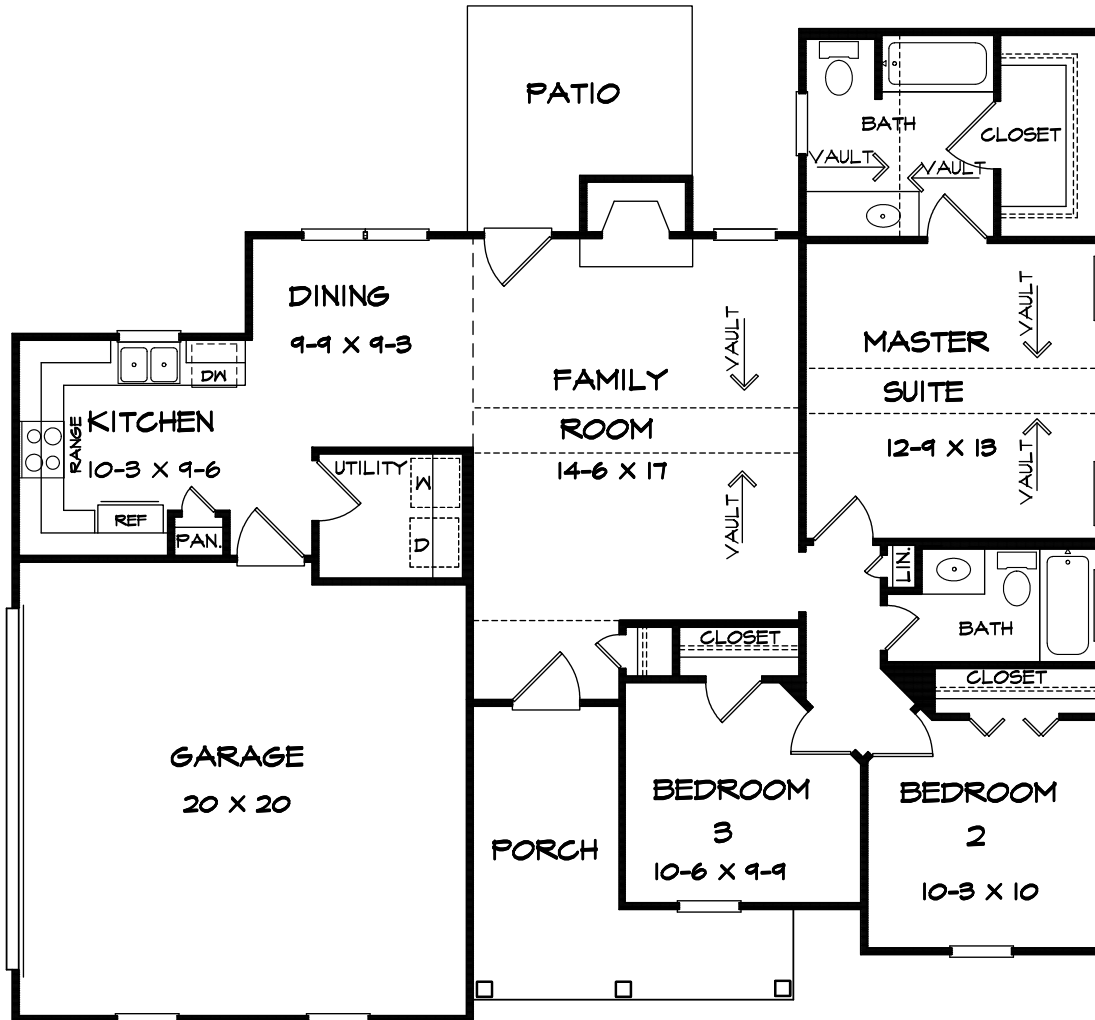 PATIO
BATH
CLOSET
VAULT
VAULT
DINING
9-9 X 9-3
VAULT
VAULT
MASTER
SUITE
12-9 X 13
VAULT
VAULT
FAMILY
ROOM
14-6 X 17
DW
KITCHEN
10-3 X 9-6
RANGE
REF
PAN.
UTILITY
W
D
LIN.
BATH
CLOSET
CLOSET
GARAGE
20 X 20
PORCH
BEDROOM
3
10-6 X 9-9
BEDROOM
2
10-3 X 10